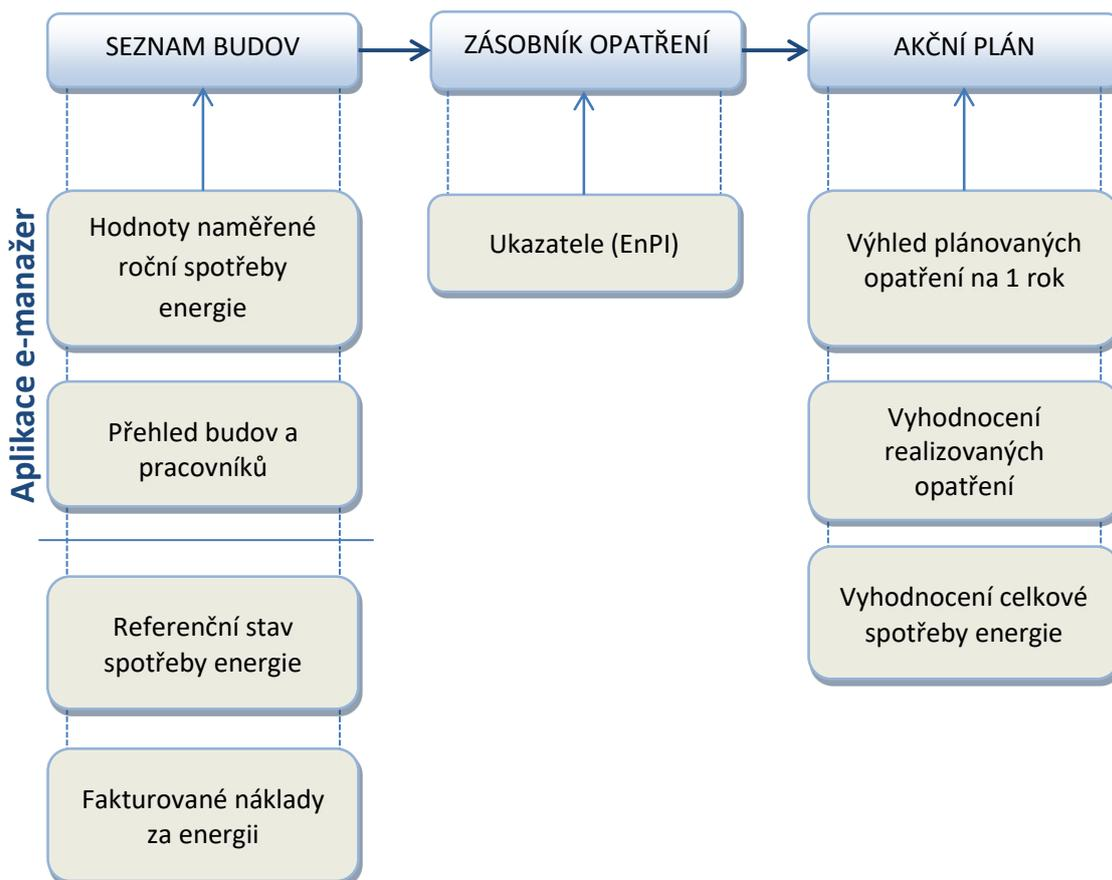 SEZNAM BUDOV
ZÁSOBNÍK OPATŘENÍ
AKČNÍ PLÁN
Aplikace e-manažer
Hodnoty naměřené
roční spotřeby
energie
Přehled budov a
pracovníků
Referenční stav
spotřeby energie
Fakturované náklady
za energii
Ukazatele (EnPI)
Výhled plánovaných
opatření na 1 rok
Vyhodnocení
realizovaných
opatření
Vyhodnocení celkové
spotřeby energie